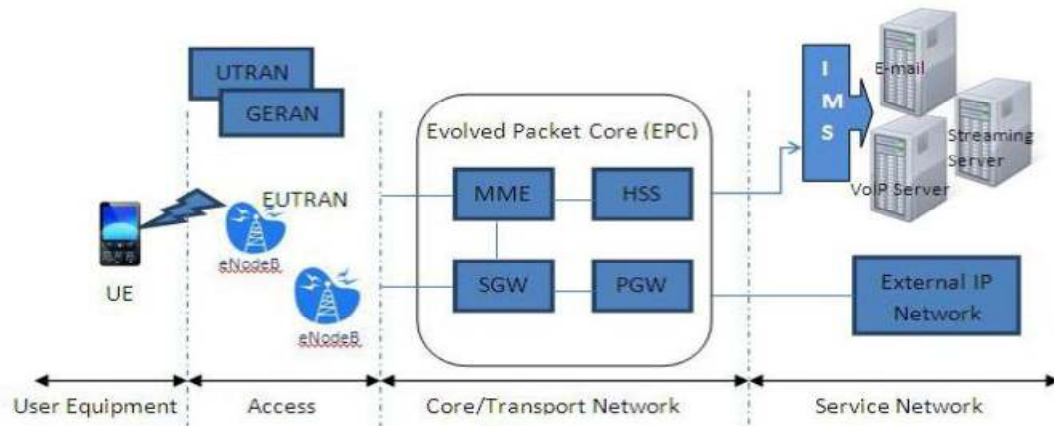 UTRAN
GERAN
EUTRAN
eNodeB
eNodeB
UE
Evolved Packet Core (EPC)
MME
HSS
SGW
PGW
I
M
S
E-mail
Streaming
Server
VoIP Server
External IP
Network
User Equipment
Access
Core/Transport Network
Service Network